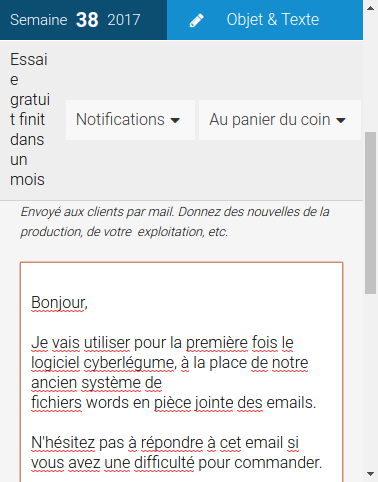 Semaine 38 2017
Objet & Texte
Essai
e
gratui
t finit
dans
un
mois
Notifications
Au panier du coin
Envoyé aux clients par mail. Donnez des nouvelles de la
production, de votre exploitation, etc.
Bonjour,
Je vais utiliser pour la première fois le
logiciel cyberlégume, à la place de notre
ancien système de
fichiers words en pièce jointe des emails.
N'hésitez pas à répondre à cet email si
vous avez une difficulté pour commander.